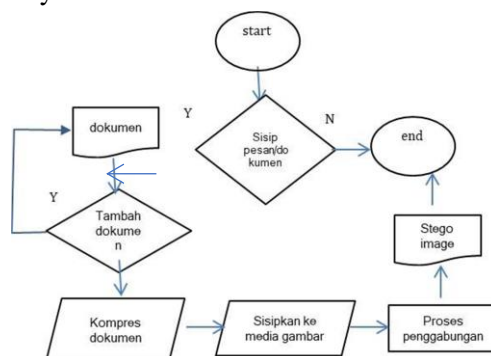 start
Y
N
Sisip
pesan/do
kumen
end
dokumen
Y
Tambah
dokume
n
Stego
image
Kompres
dokumen
Sisipkan ke
media gambar
Proses
penggabungan